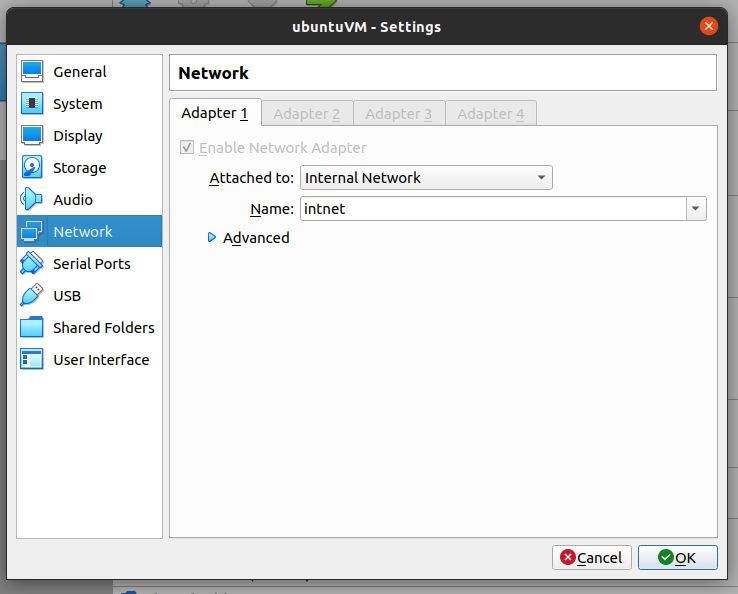 ubuntuVM - Settings
General
System
Display
Storage
Audio
Network
Serial Ports
USB
Shared Folders
User Interface
Network
Adapter 1 Adapter 2 Adapter 3 Adapter 4
Enable Network Adapter
Attached to: Internal Network
Name: intnet
Advanced
Cancel OK